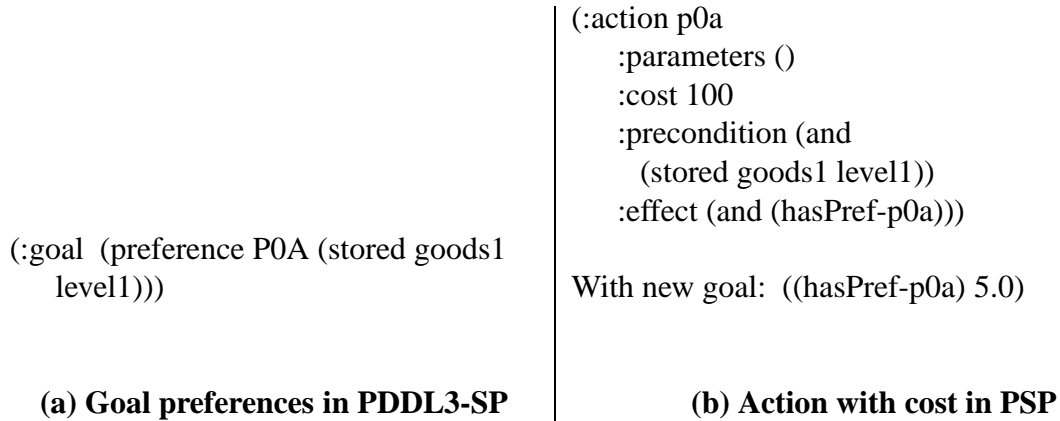 (:goal (preference P0A (stored goods1
level1)))
(a) Goal preferences in PDDL3-SP
(:action p0a
:parameters ()
:cost 100
:precondition (and
(stored goods1 level1))
:effect (and (hasPref-p0a)))
With new goal: ((hasPref-p0a) 5.0)
(b) Action with cost in PSP